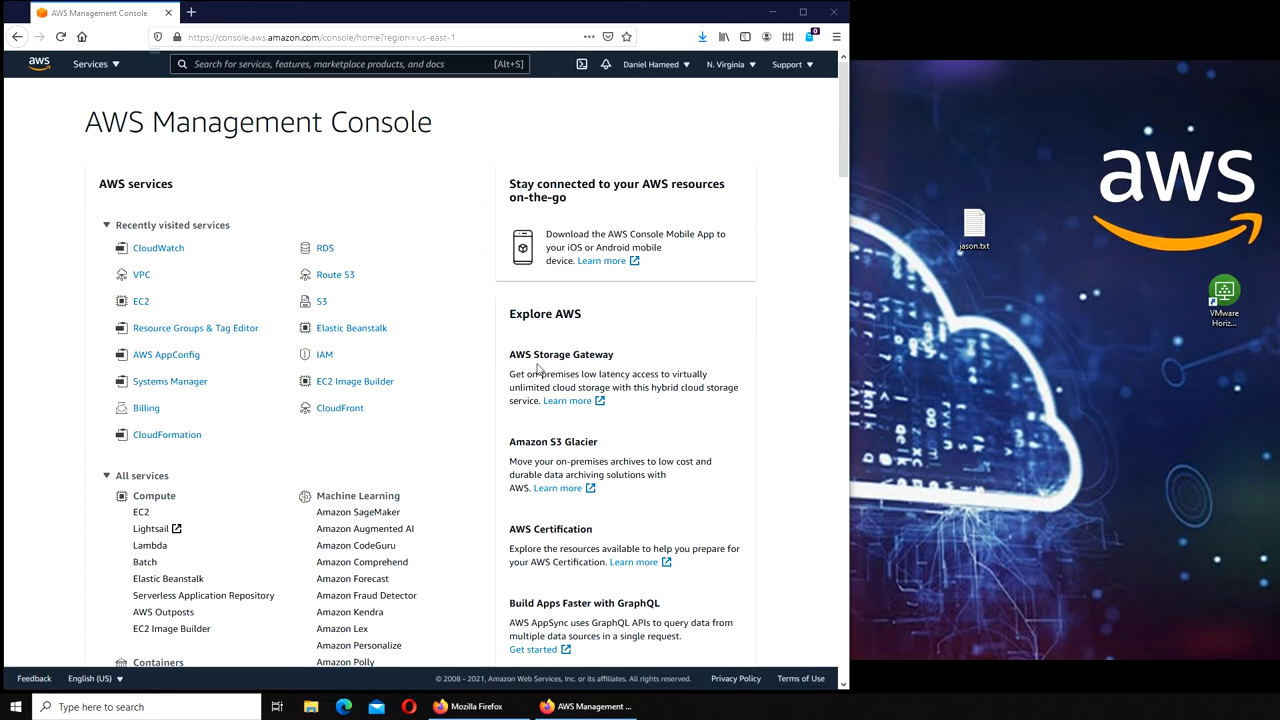 AWS Management Console
https://console.aws.amazon.com/console/home?region=us-east-1
0
aws
Services
Search for services, features, marketplace products, and docs
[Alt+S]
Daniel Hameed
N. Virginia
Support
AWS Management Console
AWS services
Recently visited services
CloudWatch
RDS
VPC
Route 53
EC2
S3
Resource Groups & Tag Editor
Elastic Beanstalk
AWS AppConfig
IAM
Systems Manager
EC2 Image Builder
Billing
CloudFront
CloudFormation
All services
Compute
EC2
Lightsail
Lambda
Batch
Elastic Beanstalk
Serverless Application Repository
AWS Outposts
EC2 Image Builder
Containers
Machine Learning
Amazon SageMaker
Amazon Augmented AI
Amazon CodeGuru
Amazon Comprehend
Amazon Forecast
Amazon Fraud Detector
Amazon Kendra
Amazon Lex
Amazon Personalize
Amazon Polly
Stay connected to your AWS resources
on-the-go
Download the AWS Console Mobile App to
your iOS or Android mobile
device. Learn more
Explore AWS
AWS Storage Gateway
Get on-premises low latency access to virtually
unlimited cloud storage with this hybrid cloud storage
service. Learn more
Amazon S3 Glacier
Move your on-premises archives to low cost and
durable data archiving solutions with
AWS. Learn more
AWS Certification
Explore the resources available to help you prepare for
your AWS Certification. Learn more
Build Apps Faster with GraphQL
AWS AppSync uses GraphQL APIs to query data from
multiple data sources in a single request.
Get started
Feedback
English (US)
© 2008 - 2021, Amazon Web Services, Inc. or its affiliates. All rights reserved.
Privacy Policy
Terms of Use
aws
jason.txt
VMware
Horiz...
Type here to search
Mozilla Firefox
AWS Management ...